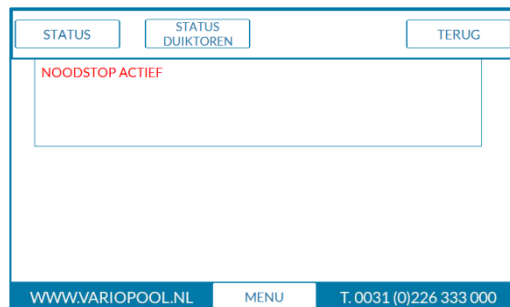 STATUS
STATUS
DUIKTOREN
TERUG
NOODSTOP ACTIEF
WWW.VARIOPOOL.NL
MENU
T. 0031 (0)226 333 000